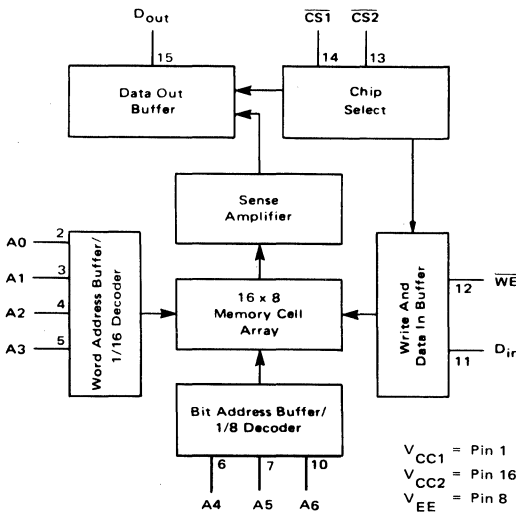 Dout
CS1 CS2
15
14 13
Data Out
Buffer
Chip
Select
Sense
Amplifier
A0 2
A1 3
A2 4
A3 5
Word Address Buffer/
1/16 Decoder
16 x 8
Memory Cell
Array
Write And
Data In Buffer
12 WE
11 Din
Bit Address Buffer/
1/8 Decoder
6 7 10
A4 A5 A6
VCC1 = Pin 1
VCC2 = Pin 16
VEE = Pin 8